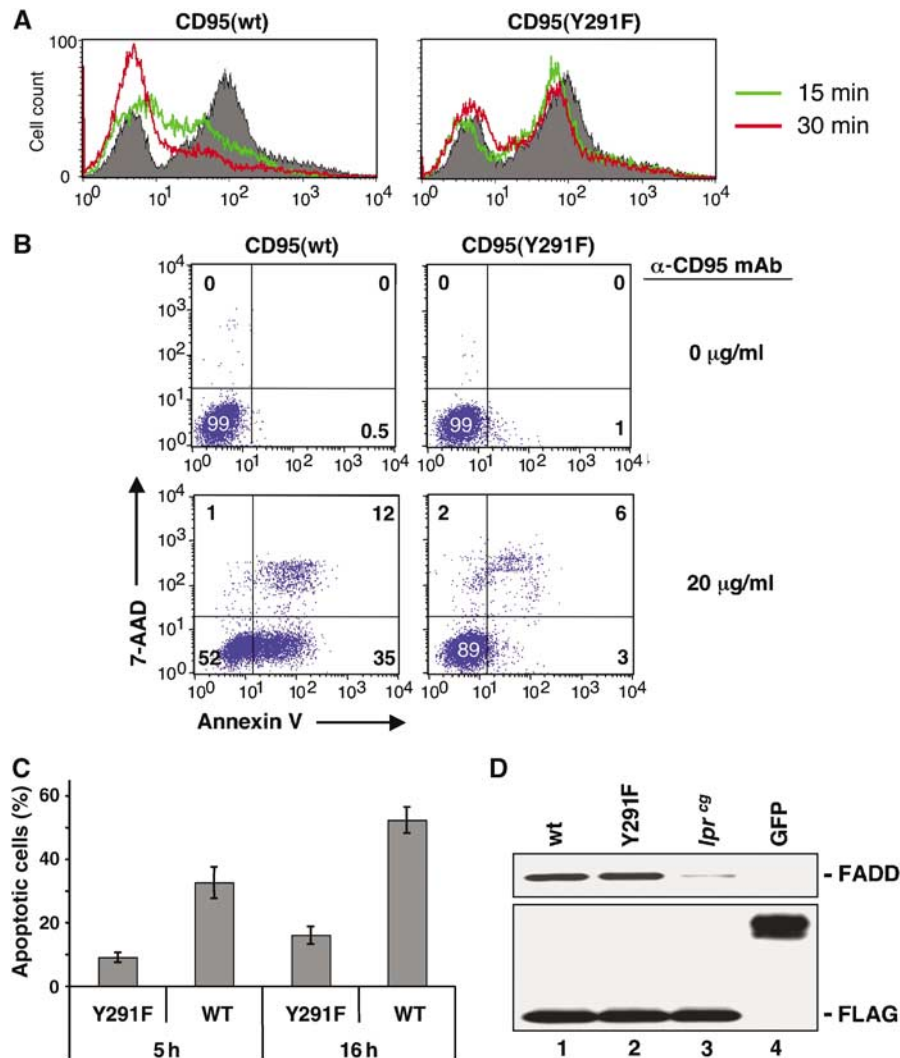 A
CD95(wt)
CD95(Y291F)
100
0
Cell count
10^0 10^1 10^2 10^3 10^4
10^0 10^1 10^2 10^3 10^4
15 min
30 min
B
CD95(wt)
CD95(Y291F)
α-CD95 mAb
10^4
10^3
10^2
10^1
10^0
0 0
99 0.5
10^0 10^1 10^2 10^3 10^4
0 0
99 1
10^0 10^1 10^2 10^3 10^4
0 μg/ml
10^4
10^3
10^2
10^1
10^0
1 12
52 35
10^0 10^1 10^2 10^3 10^4
2 6
89 3
10^0 10^1 10^2 10^3 10^4
20 μg/ml
7-AAD
Annexin V
C
Apoptotic cells (%)
60
40
20
0
Y291F WT Y291F WT
5 h 16 h
D
wt Y291F lpr^cg GFP
- FADD
- FLAG
1 2 3 4